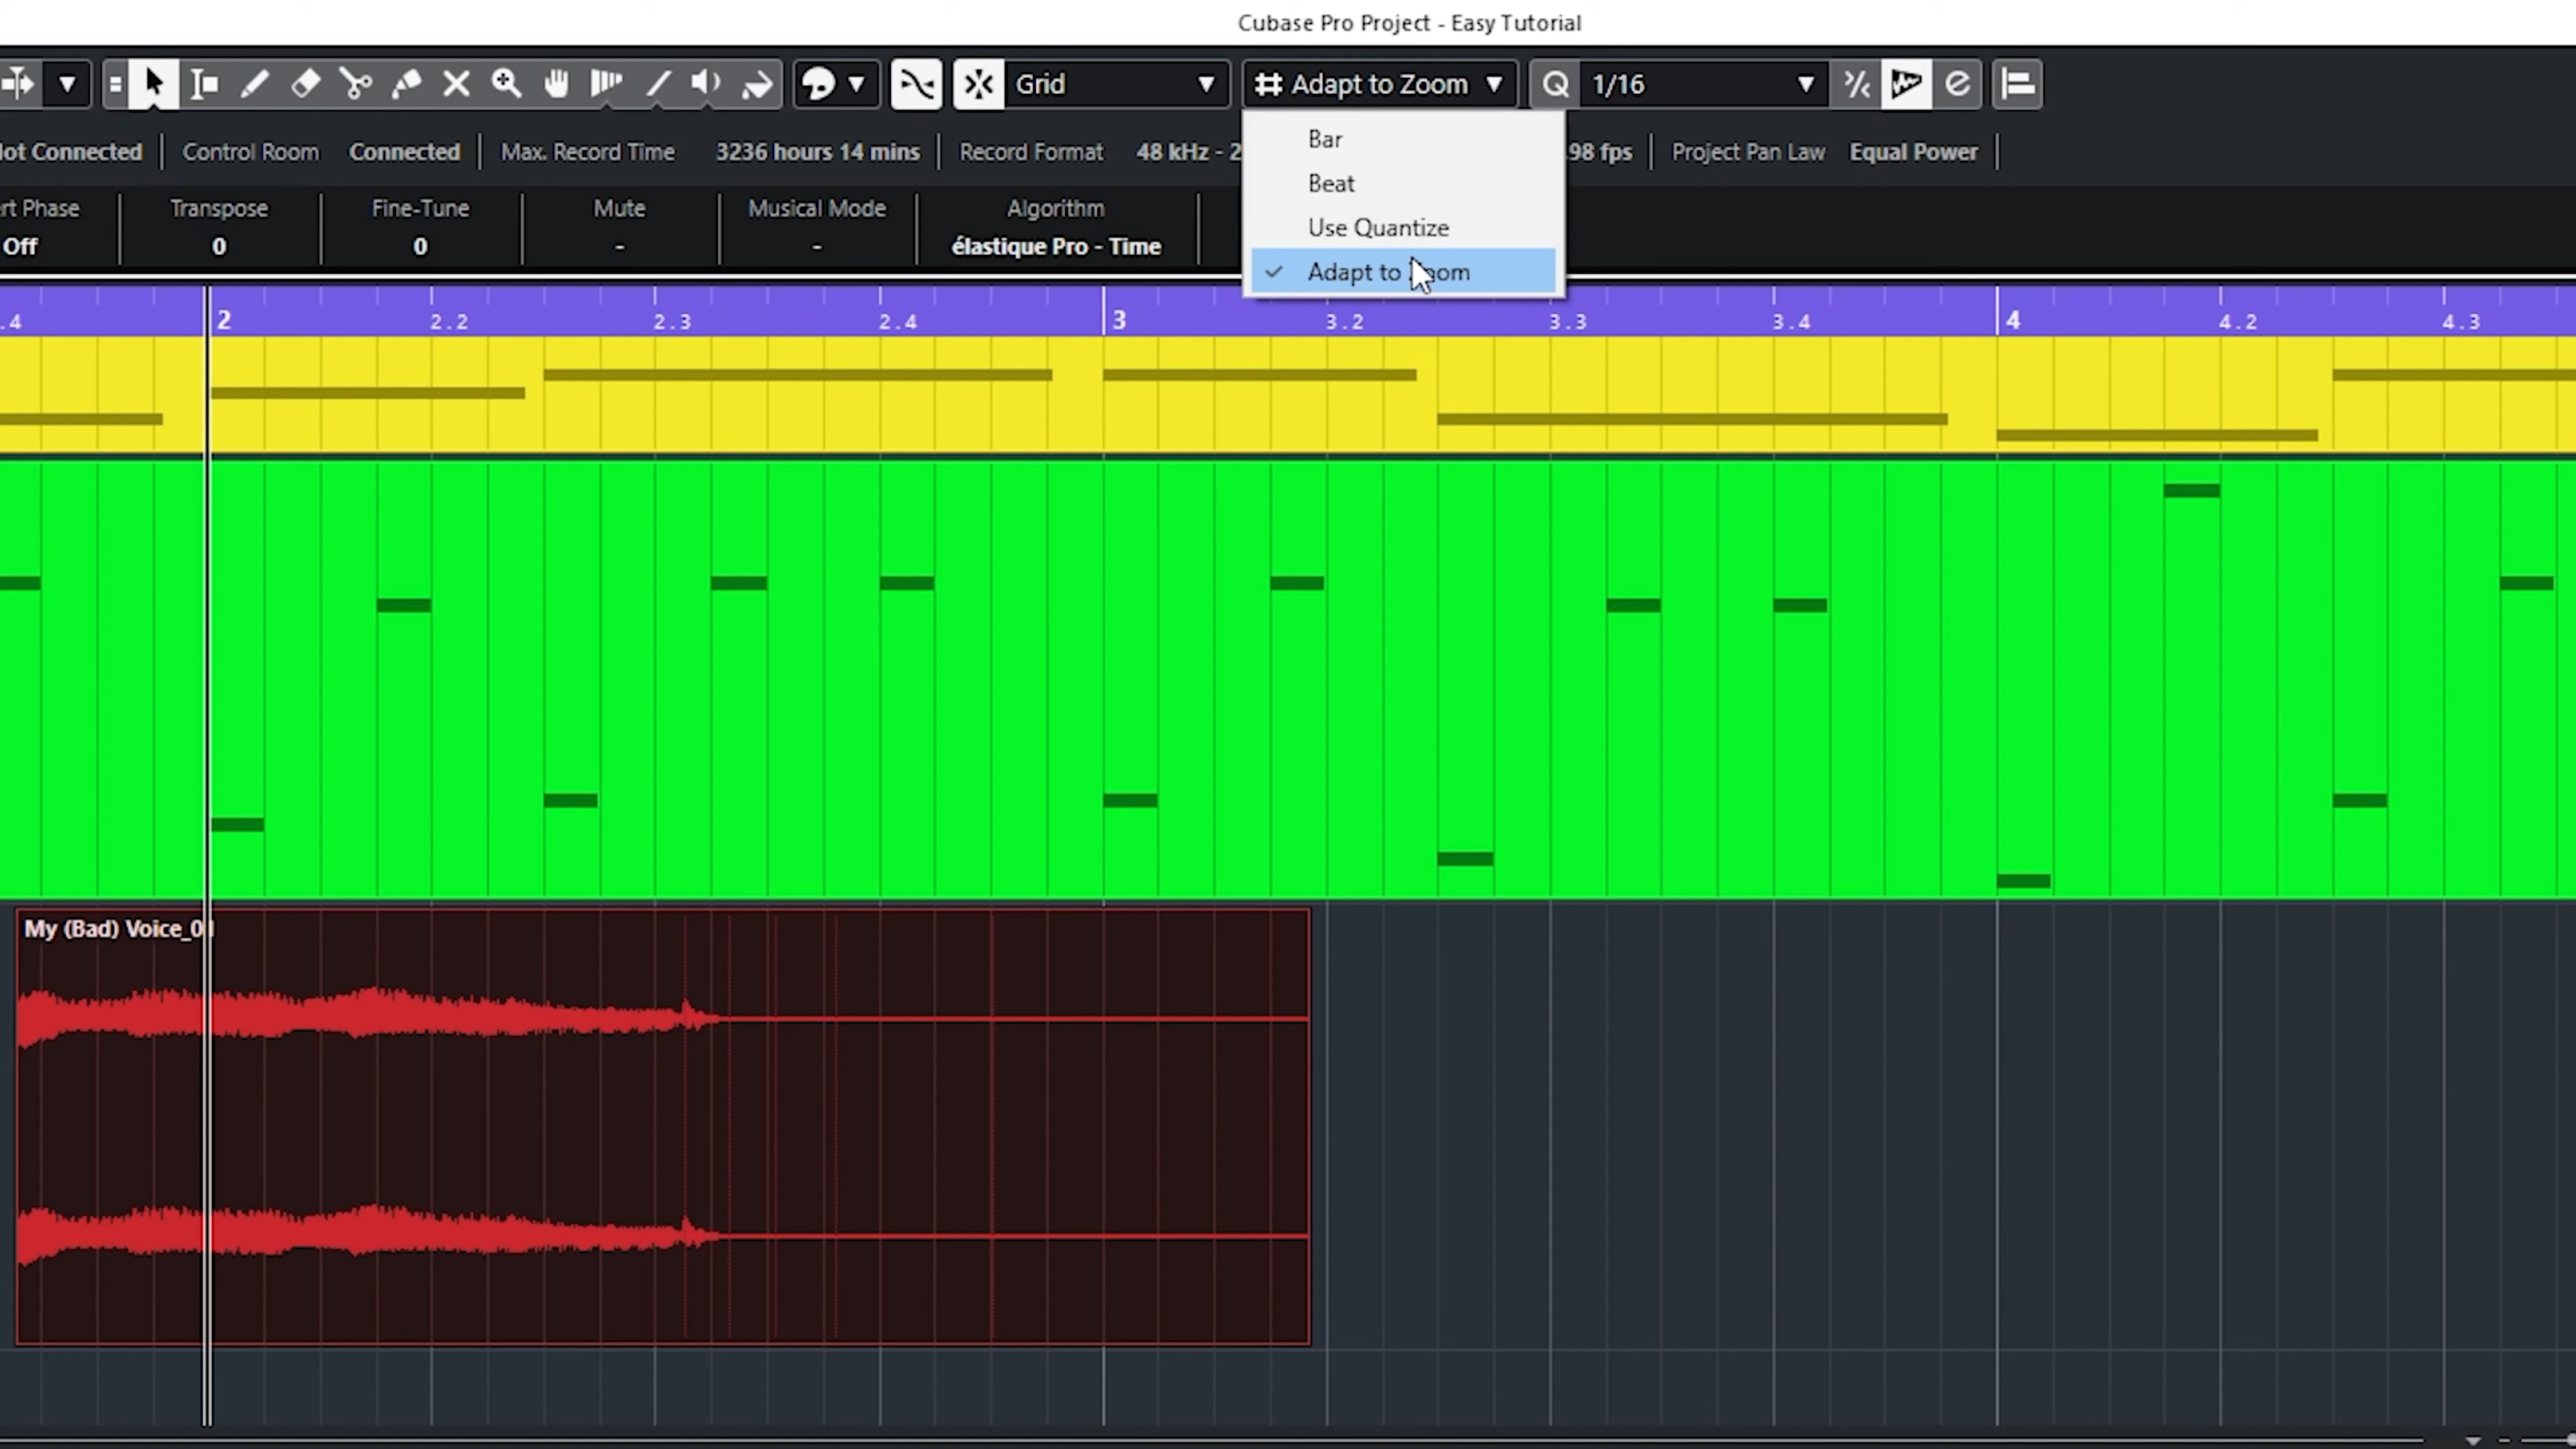 Cubase Pro Project - Easy Tutorial
Grid
Adapt to Zoom
Q 1/16
Connected
Control Room Connected
Max. Record Time 3236 hours 14 mins
Record Format 48 kHz -
98 fps
Project Pan Law Equal Power
Bar
Beat
Use Quantize
Adapt to
Phase
Off
Transpose
0
Fine-Tune
0
Mute
-
Musical Mode
-
Algorithm
élastique Pro - Time
.4 2 2.2 2.3 2.4 3 3.2 3.3 3.4 4 4.2 4.3
My (Bad) Voice_0